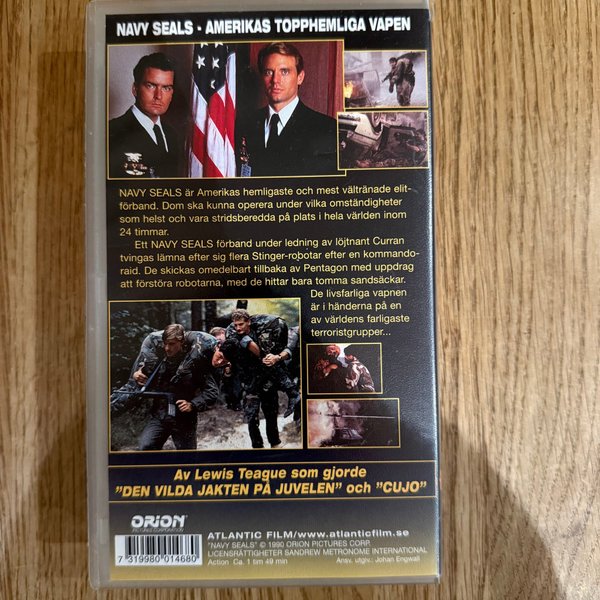 NAVY SEALS - AMERIKAS TOPPHEMLIGA VAPEN
NAVY SEALS är Amerikas hemligaste och mest vältränade elit-
förband. Dom ska kunna operera under vilka omständigheter
som helst och vara stridsberedda på plats i hela världen inom
24 timmar.
Ett NAVY SEALS förband under ledning av löjtnant Curran
tvingas lämna efter sig flera Stinger-robotar efter en kommando-
raid. De skickas omedelbart tillbaka av Pentagon med uppdrag
att förstöra robotarna, med de hittar bara tomma sandsäckar.
De livsfarliga vapnen
är i händerna på en
av världens farligaste
terroristgrupper...
Av Lewis Teague som gjorde
"DEN VILDA JAKTEN PÅ JUVELEN" och "CUJO"
ORION
PICTURES CORPORATION
7 319980 014680
ATLANTIC FILM/www.atlanticfilm.se
"NAVY SEALS" © 1990 ORION PICTURES CORP.
LICENSRÄTTIGHETER SANDREW METRONOME INTERNATIONAL
Action Ca. 1 tim 49 min
Ansv. utgiv.: Johan Engwall